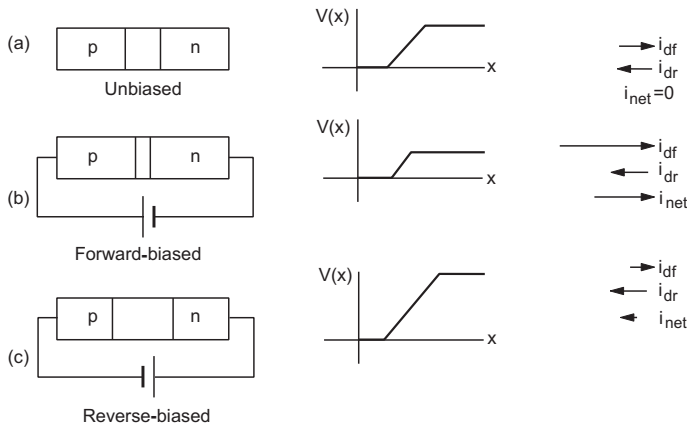 (a)
p n
Unbiased
V(x)
x
i_df
i_dr
i_net=0
(b)
p n
Forward-biased
V(x)
x
i_df
i_dr
i_net
(c)
p n
Reverse-biased
V(x)
x
i_df
i_dr
i_net